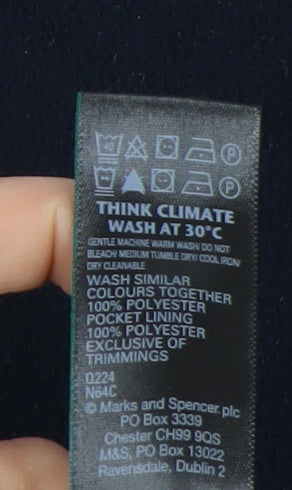 40 P
P
THINK CLIMATE
WASH AT 30°C
GENTLE MACHINE WARM WASH/ DO NOT
BLEACH/ MEDIUM TUMBLE DRY/ COOL IRON/
DRY CLEANABLE
WASH SIMILAR
COLOURS TOGETHER
100% POLYESTER
POCKET LINING
100% POLYESTER
EXCLUSIVE OF
TRIMMINGS
D224
N64C
© Marks and Spencer plc
PO Box 3339
Chester CH99 9QS
M&S, PO Box 13022
Ravensdale, Dublin 2